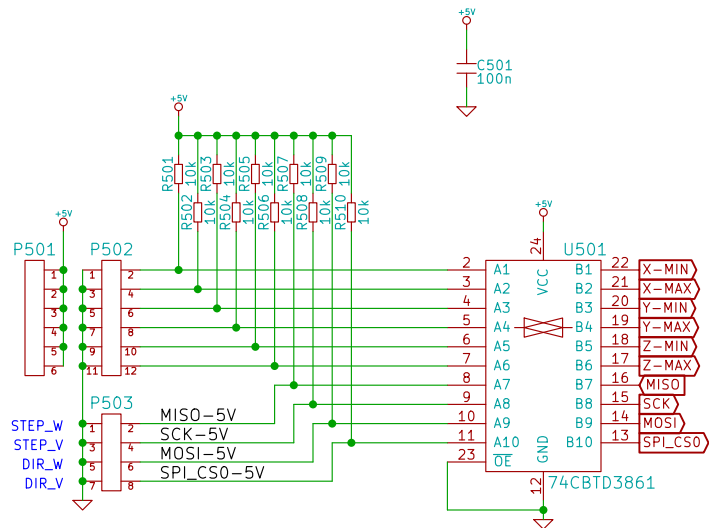 +5V
C501
100n
+5V
R501 10k R503 10k R505 10k R507 10k R509 10k
R502 10k R504 10k R506 10k R508 10k R510 10k
+5V
+5V
P501
P502
U501
24
VCC
1 1 2 2 A1 B1 22 X-MIN
2 3 4 3 A2 B2 21 X-MAX
3 5 6 4 A3 B3 20 Y-MIN
4 7 8 5 A4 B4 19 Y-MAX
5 9 10 6 A5 B5 18 Z-MIN
6 11 12 7 A6 B6 17 Z-MAX
8 A7 B7 16 MISO
P503
9 A8 B8 15 SCK
STEP_W 1 2 MISO-5V 10 A9 B9 14 MOSI
STEP_V 3 4 SCK-5V 11 A10 B10 13 SPI_CS0
DIR_W 5 6 MOSI-5V 23 OE GND
DIR_V 7 8 SPI_CS0-5V 12 74CBTD3861